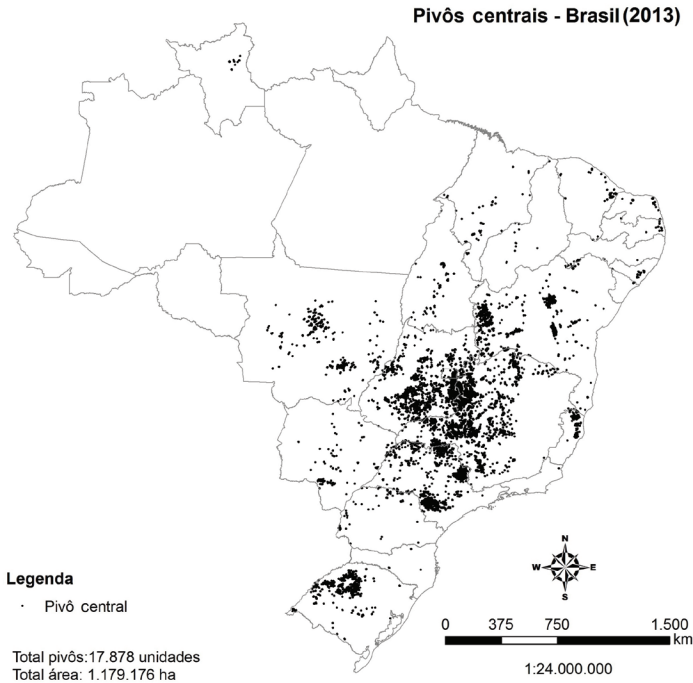 Pivôs centrais - Brasil (2013)
N
W E
S
Legenda
Pivô central
0 375 750 1.500
km
Total pivôs:17.878 unidades
Total área: 1.179.176 ha
1:24.000.000